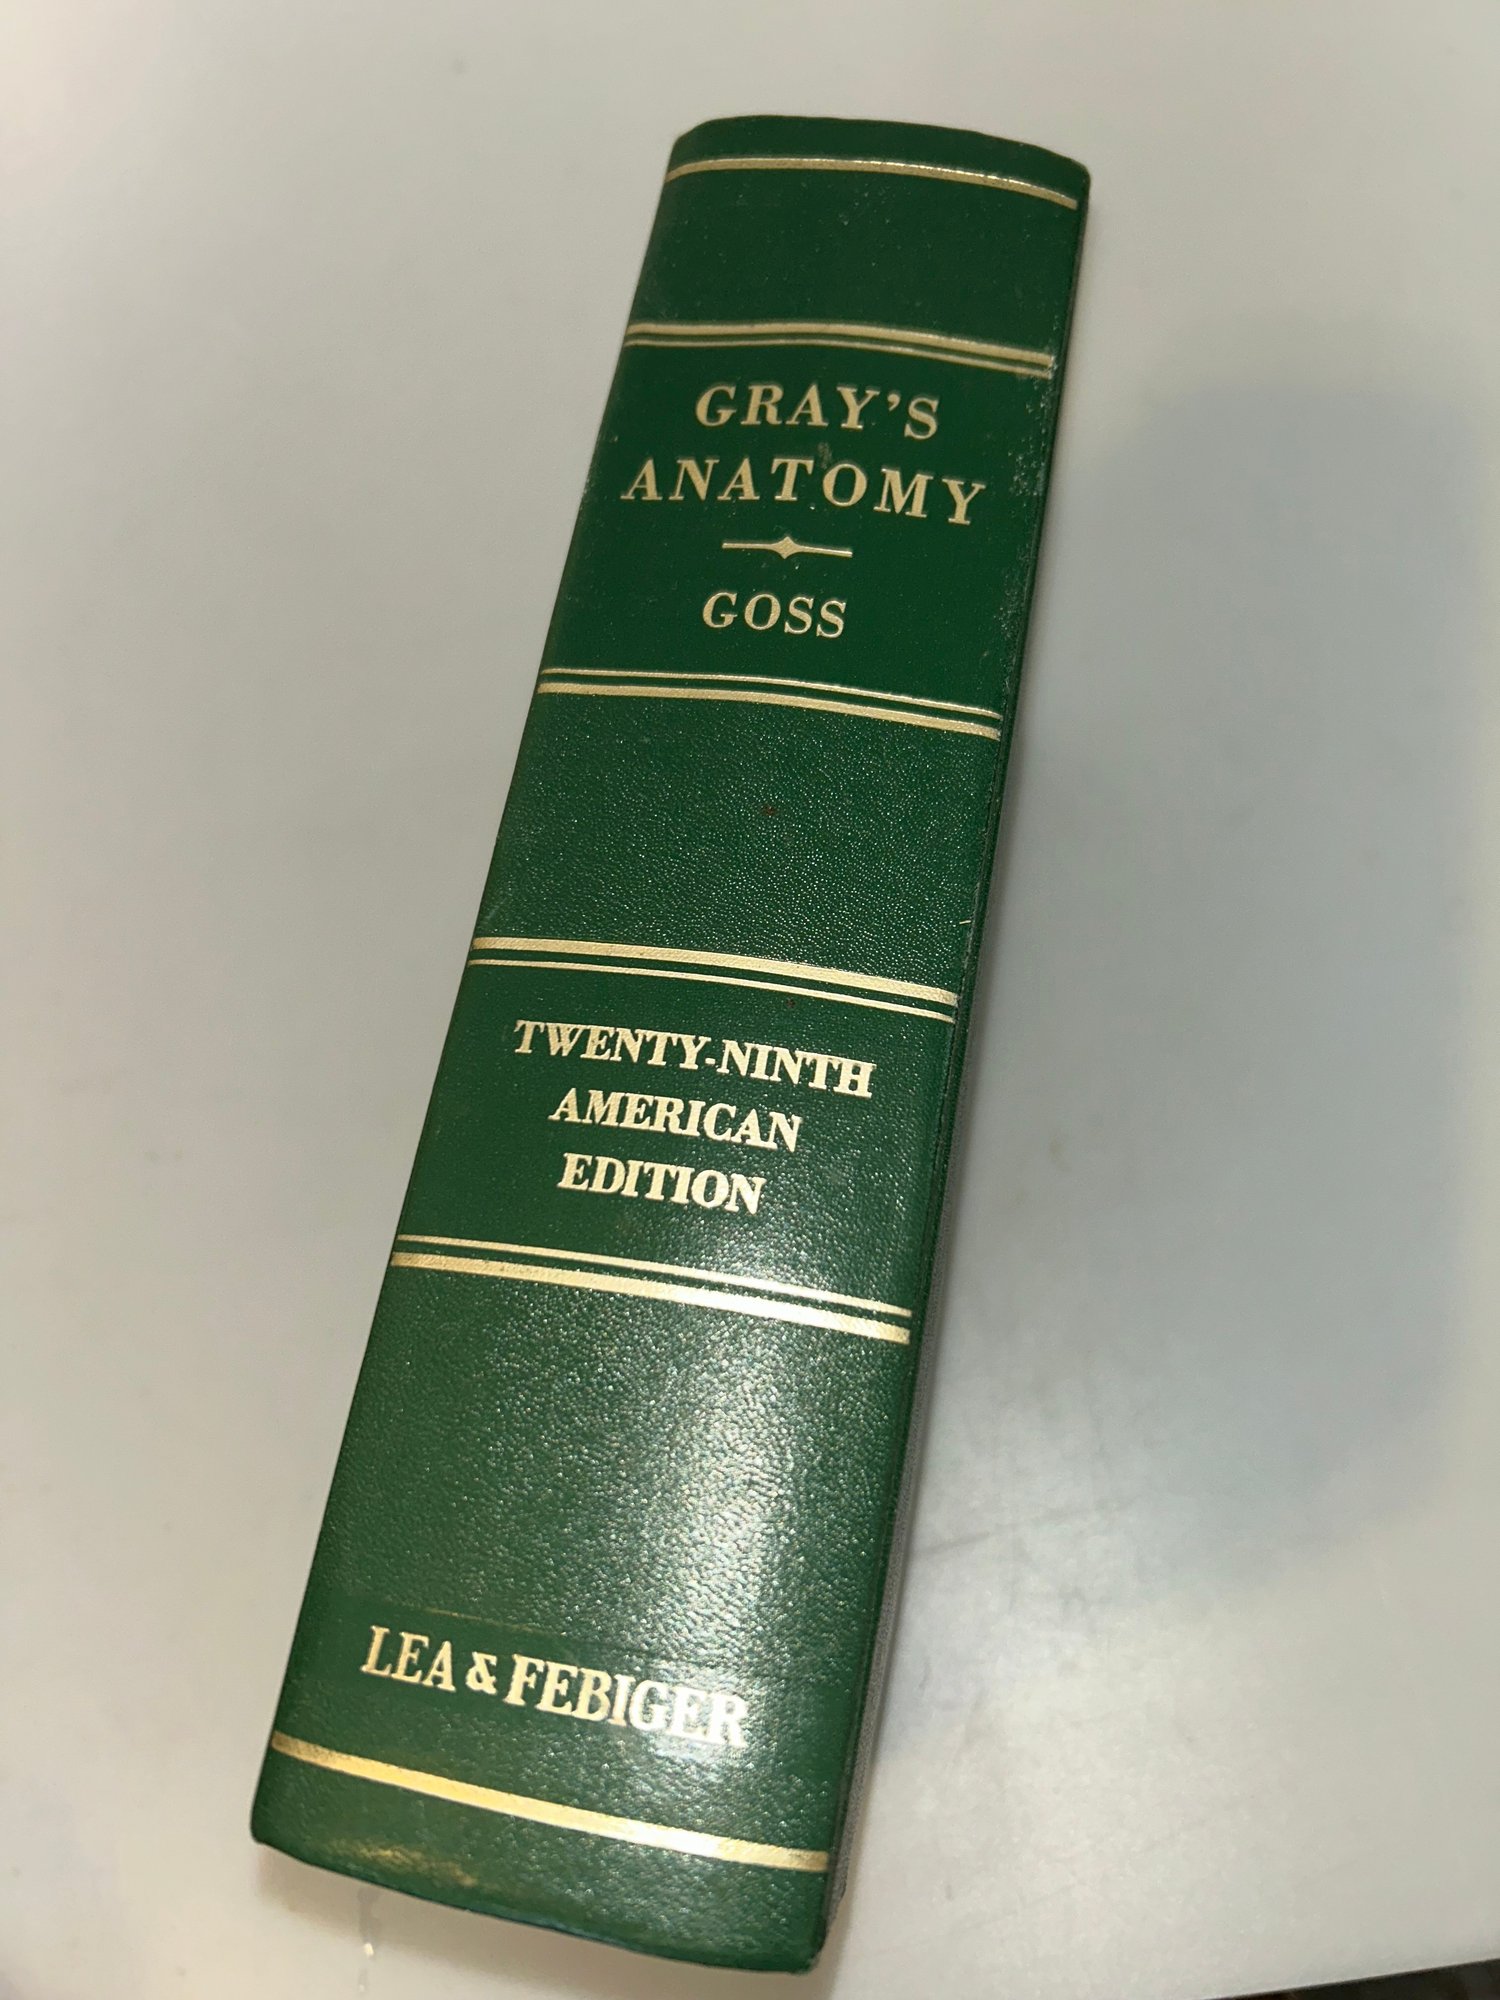 GRAY'S
ANATOMY
GOSS
TWENTY-NINTH
AMERICAN
EDITION
LEA & FEBIGER